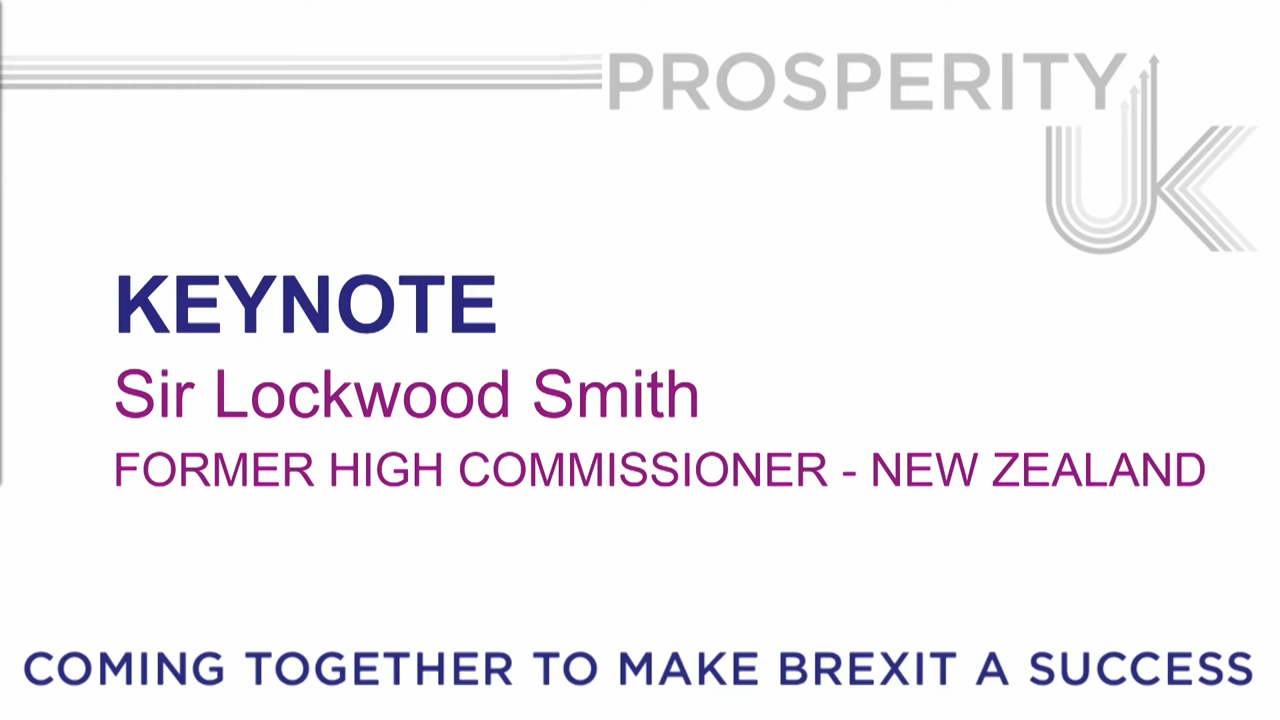 PROSPERITY
UK
KEYNOTE
Sir Lockwood Smith
FORMER HIGH COMMISSIONER - NEW ZEALAND
COMING TOGETHER TO MAKE BREXIT A SUCCESS